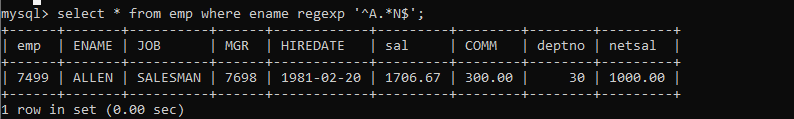 mysql> select * from emp where ename regexp '^A.*N$';
+------+-------+----------+------+------------+---------+--------+--------+---------+
| emp  | ENAME | JOB      | MGR  | HIREDATE   | sal     | COMM   | deptno | netsal  |
+------+-------+----------+------+------------+---------+--------+--------+---------+
| 7499 | ALLEN | SALESMAN | 7698 | 1981-02-20 | 1706.67 | 300.00 |     30 | 1000.00 |
+------+-------+----------+------+------------+---------+--------+--------+---------+
1 row in set (0.00 sec)